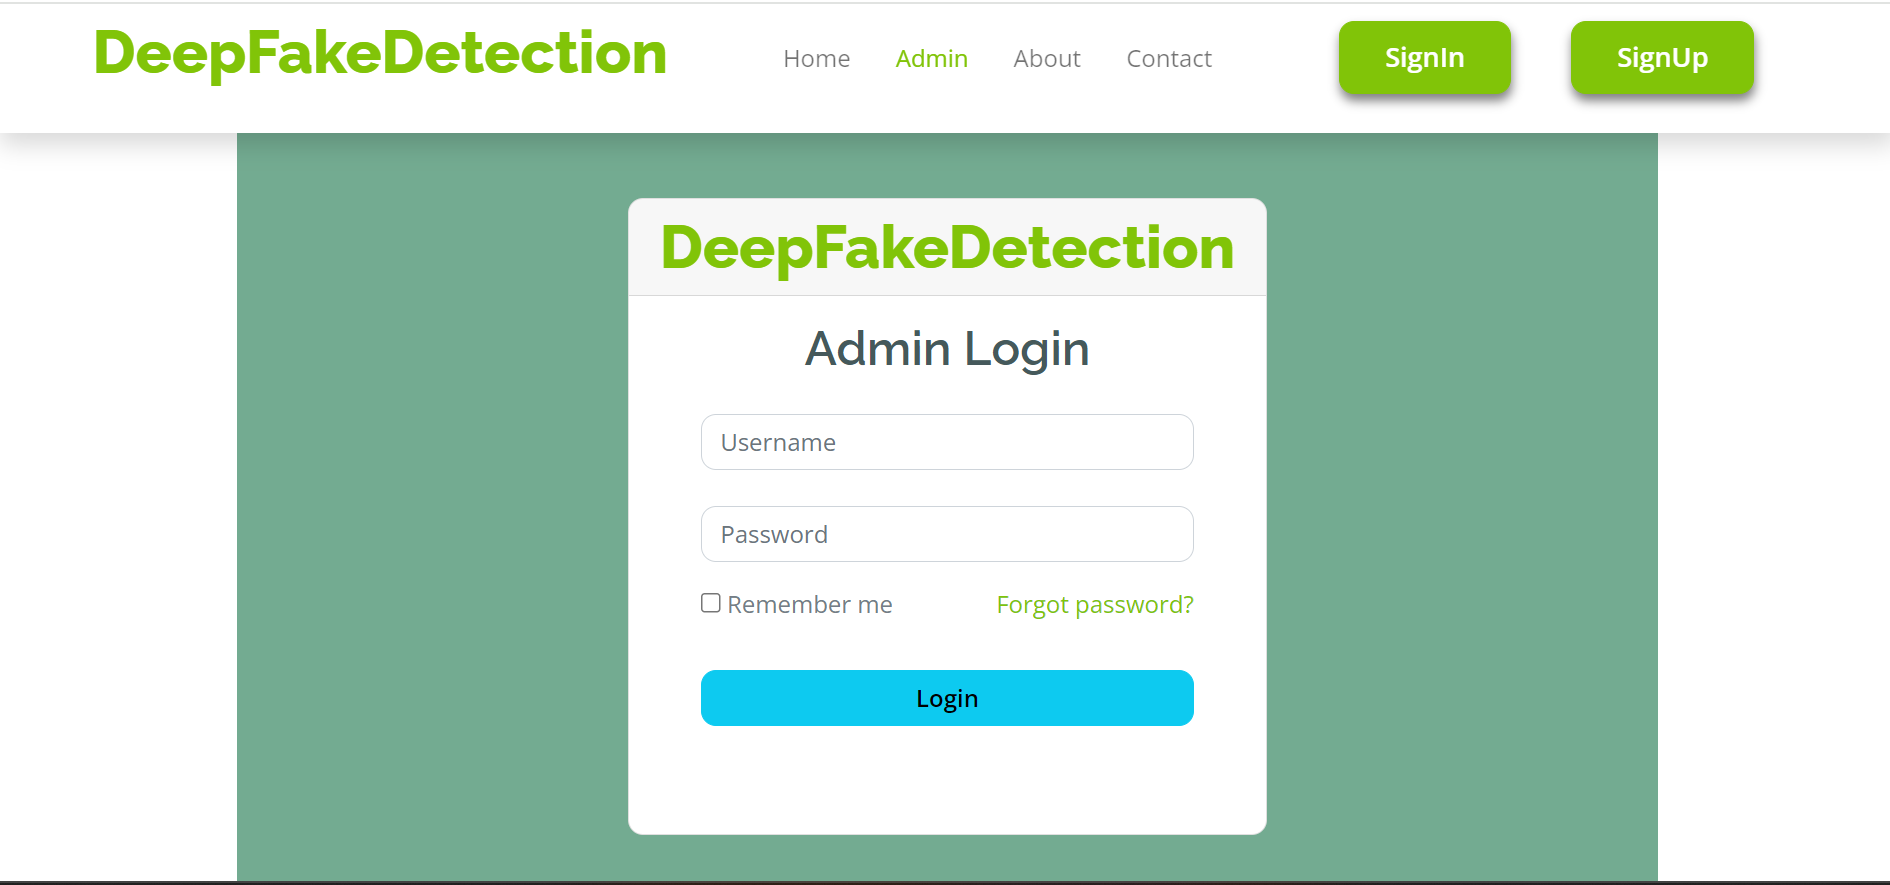 DeepFakeDetection
Home Admin About Contact SignIn SignUp
DeepFakeDetection
Admin Login
Username
Password
Remember me Forgot password?
Login